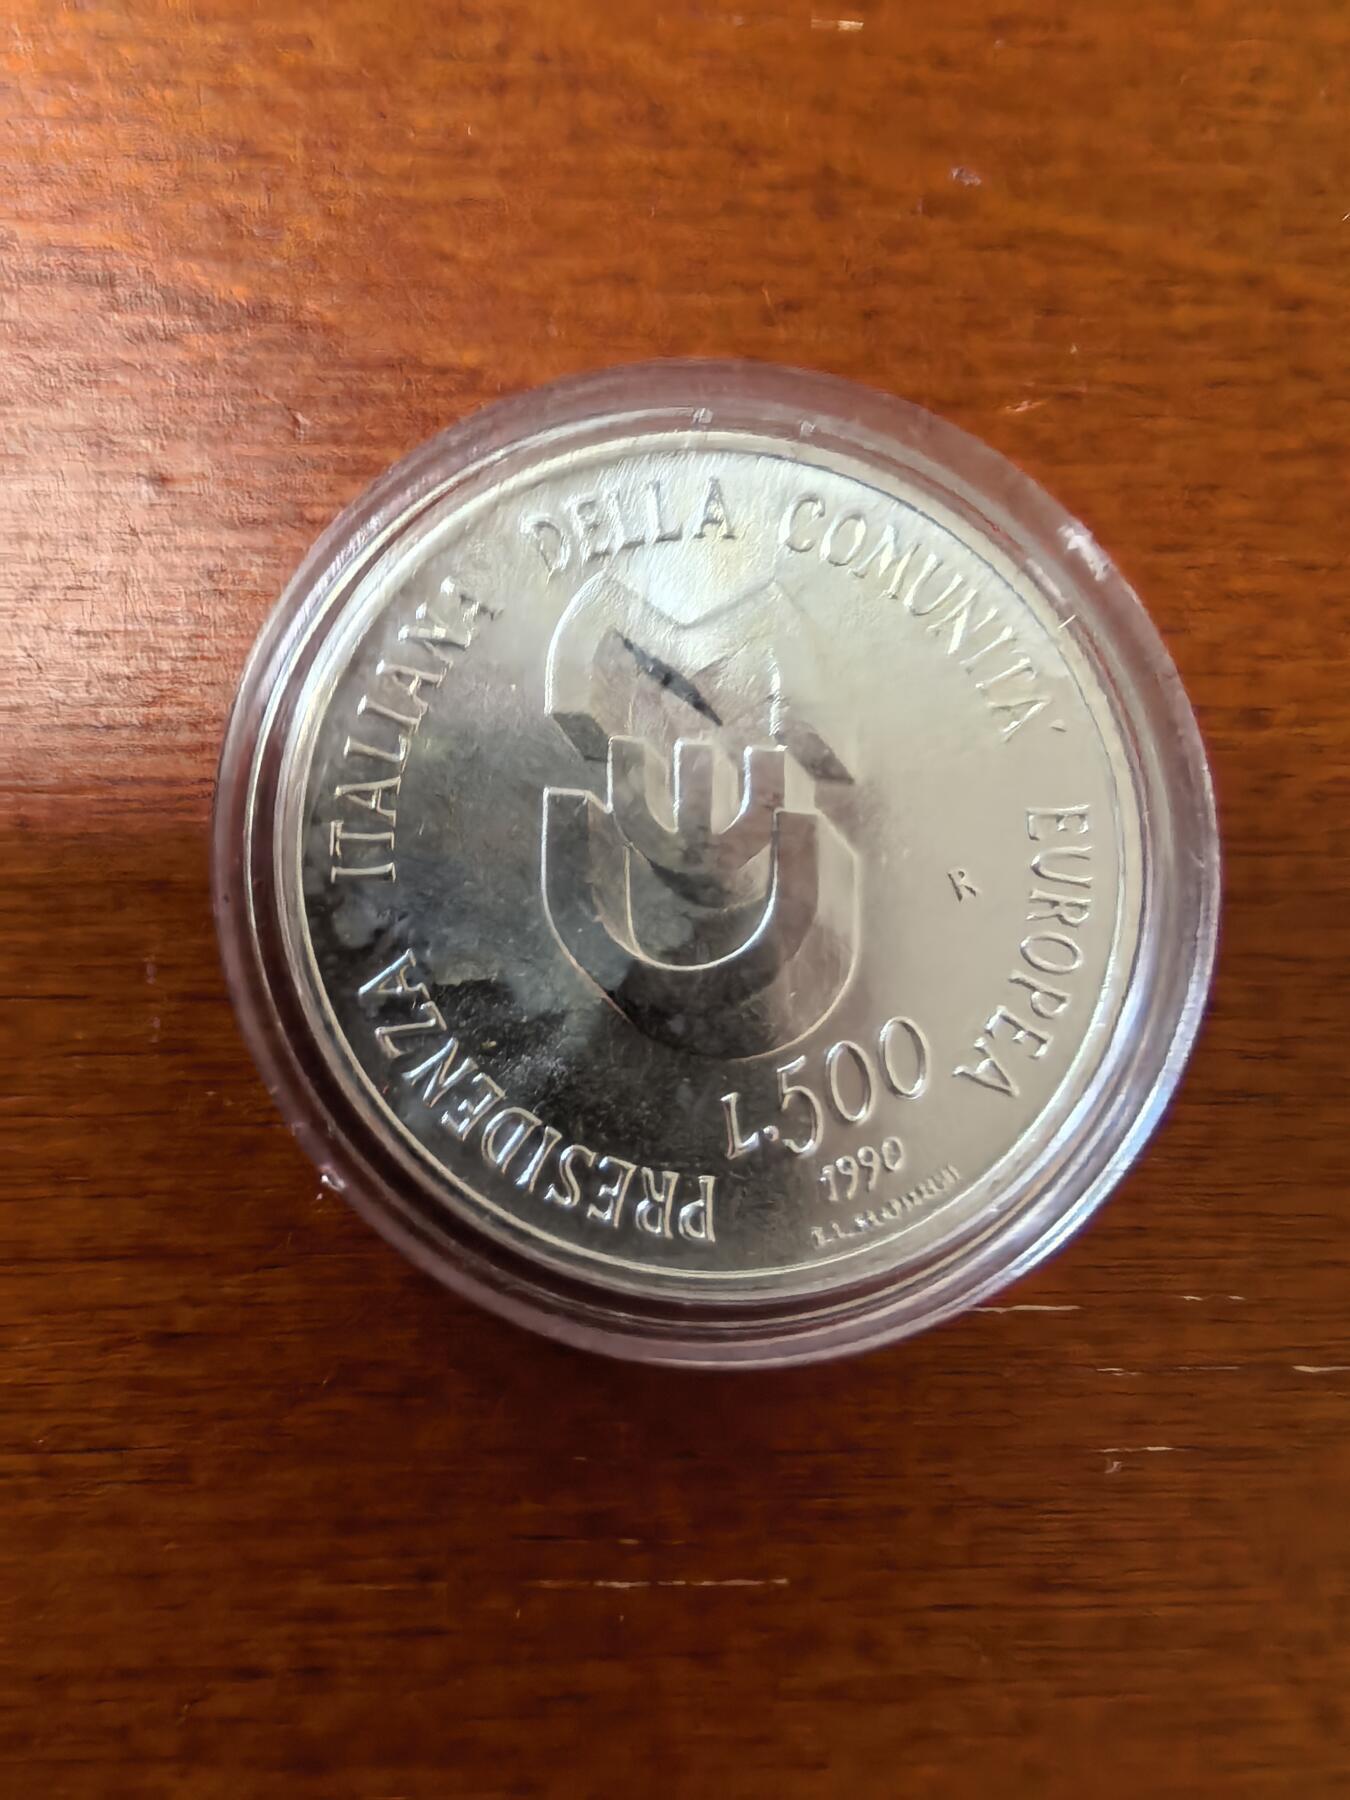 PRESIDENZA ITALIANA DELLA COMUNITA' EUROPEA
R
L.500
1990